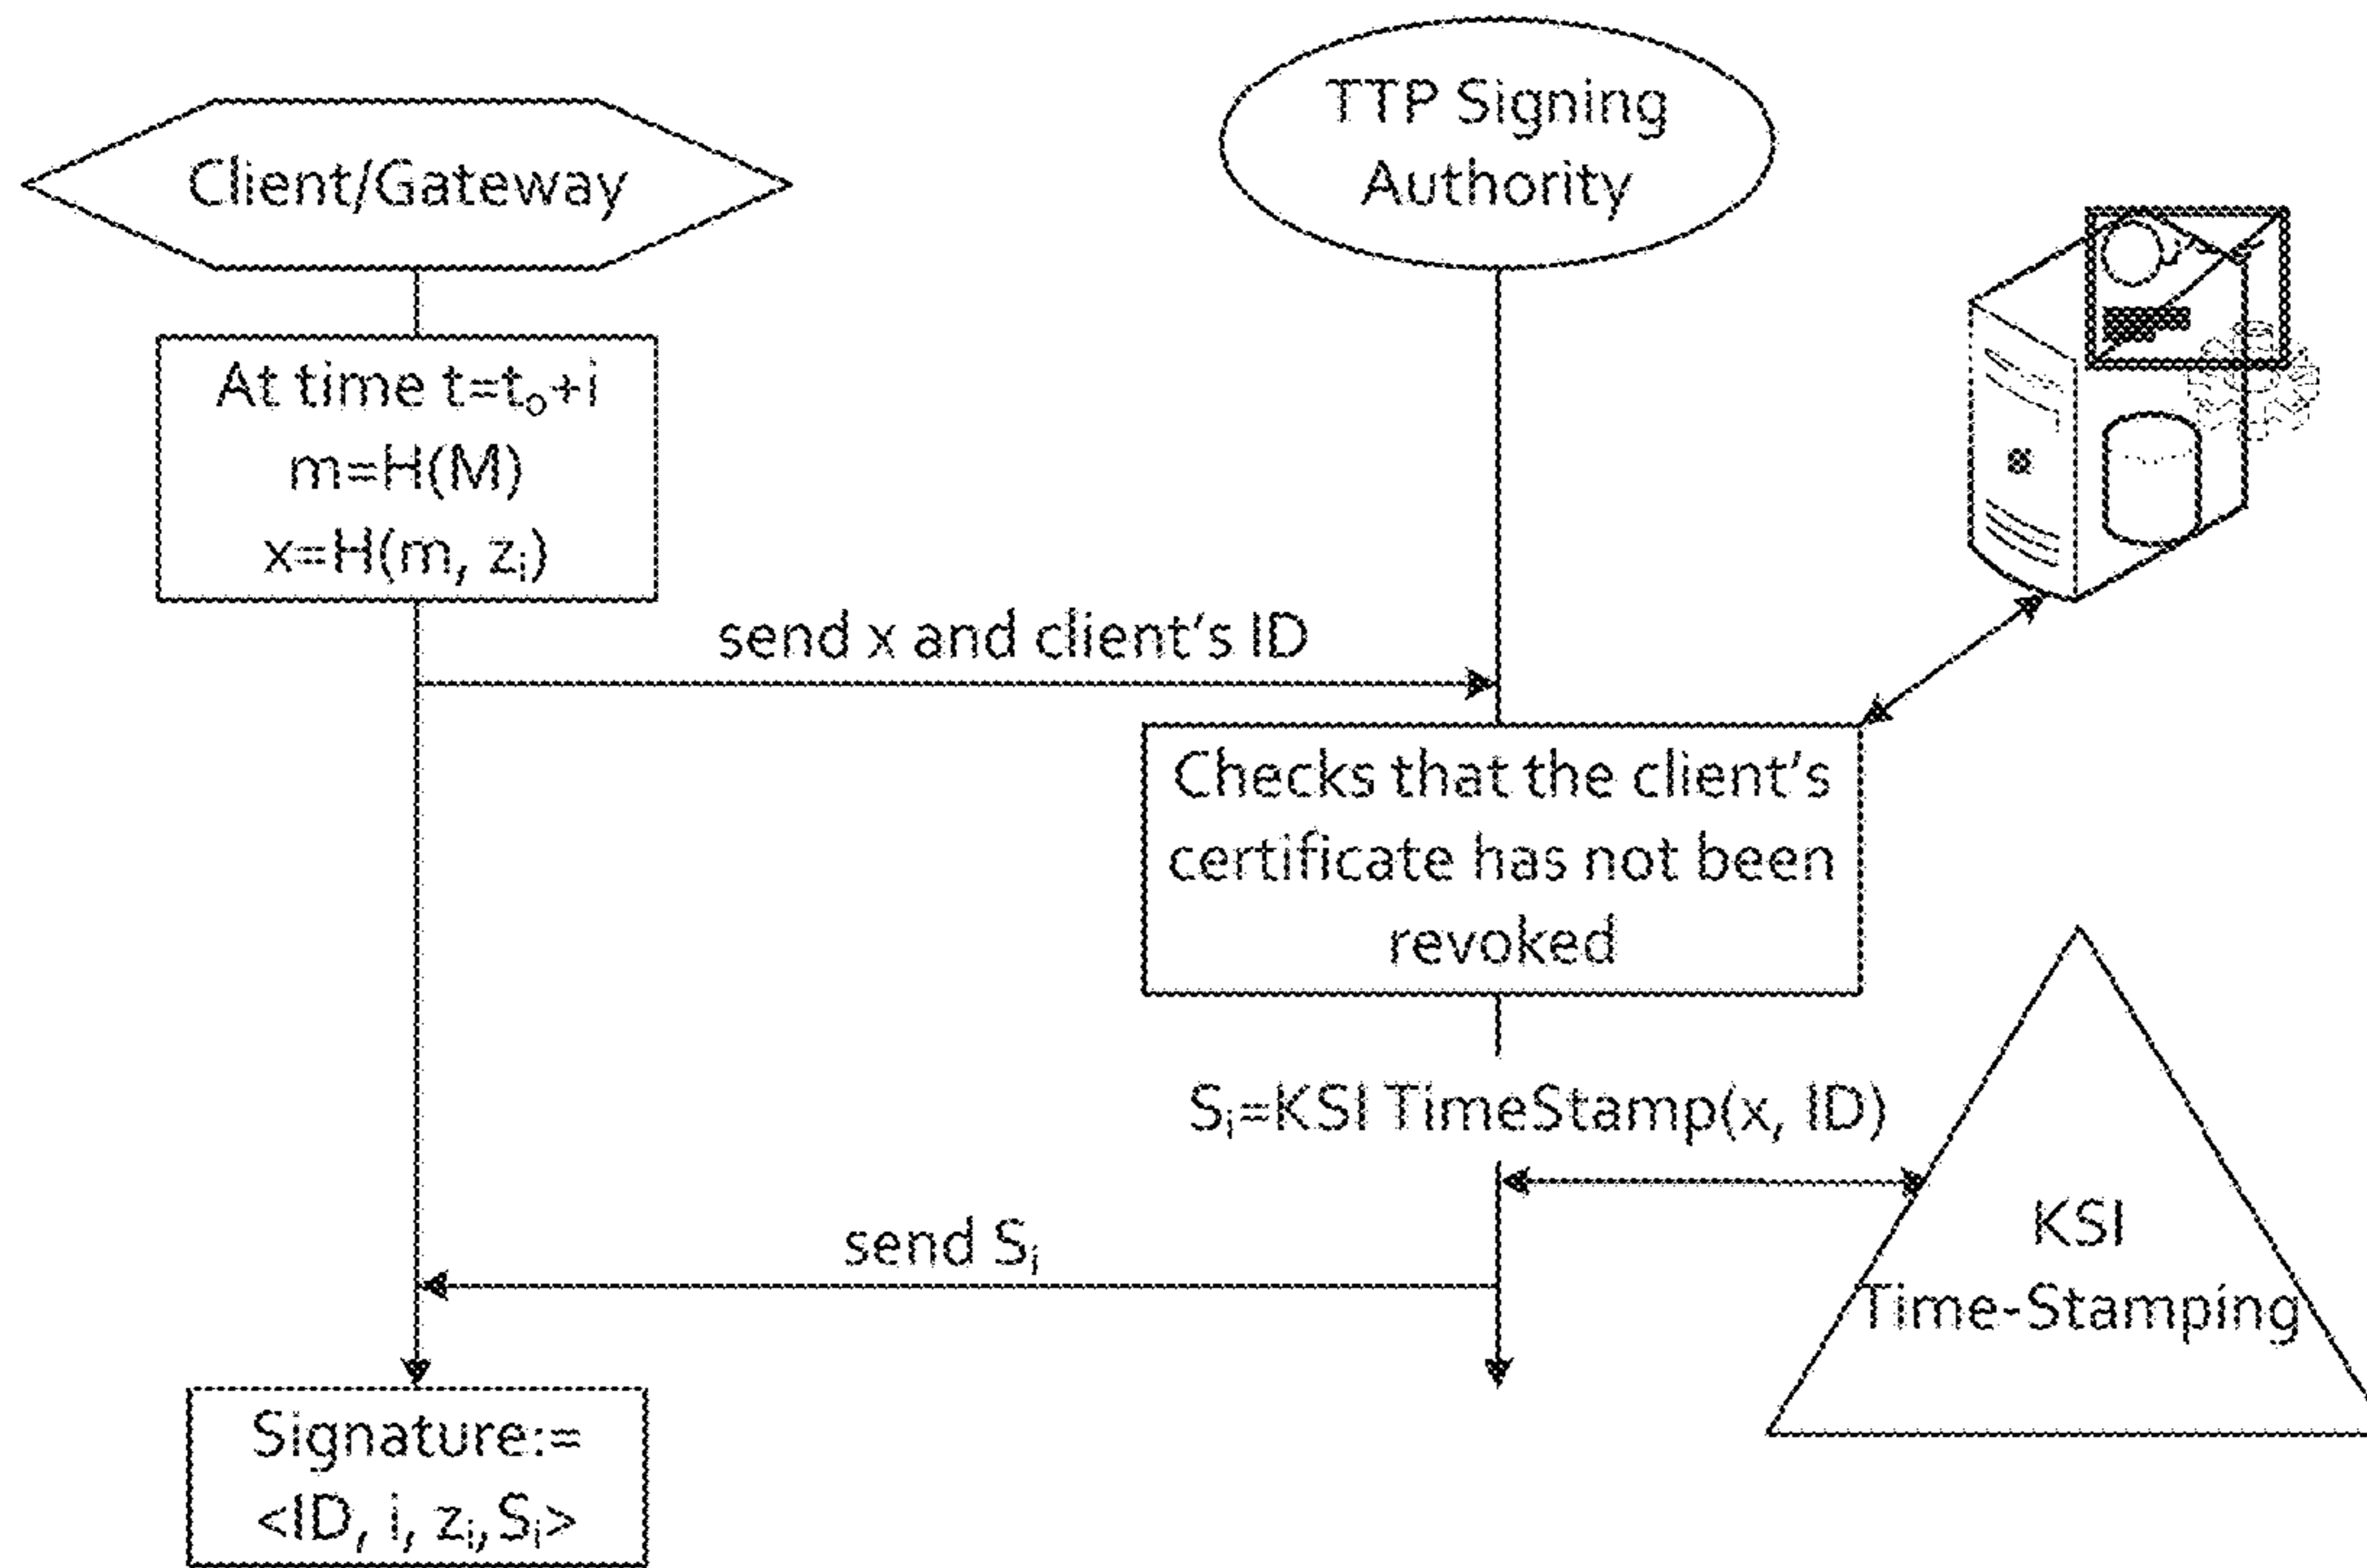 Client/Gateway
TTP Signing
Authority
At time t=tₒ+i
m=H(M)
x=H(m, zᵢ)
send x and client's ID
Checks that the client's
certificate has not been
revoked
Sᵢ=KSI TimeStamp(x, ID)
send Sᵢ
KSI
Time-Stamping
Signature:=
<ID, i, zᵢ,Sᵢ>